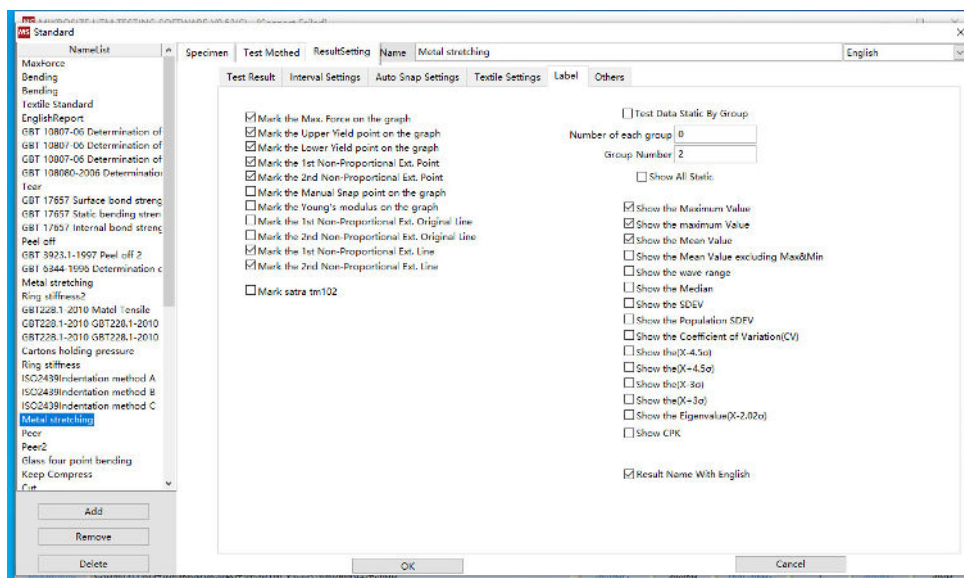 MS Standard
NameList
MaxForce
Bending
Bending
Textile Standard
EnglishReport
GBT 10807-06 Determination of
GBT 10807-06 Determination of
GBT 10807-06 Determination of
GBT 108080-2006 Determination
Tear
GBT 17657 Surface bond streng
GBT 17657 Static bending stren
GBT 17657 Internal bond streng
Peel off
GBT 3923.1-1997 Peel off 2
GBT 6344-1996 Determination c
Metal stretching
Ring stiffness2
GBT228.1-2010 Matel Tensile
GBT228.1-2010 GBT228.1-2010
GBT228.1-2010 GBT228.1-2010
Cartons holding pressure
Ring stiffness
ISO2439Indentation method A
ISO2439Indentation method B
ISO2439Indentation method C
Metal stretching
Peer
Peer2
Glass four point bending
Keep Compress
Cut
Add
Remove
Delete
Specimen Test Mothed ResultSetting Name Metal stretching English
Test Result Interval Settings Auto Snap Settings Textile Settings Label Others
Mark the Max. Force on the graph
Mark the Upper Yield point on the graph
Mark the Lower Yield point on the graph
Mark the 1st Non-Proportional Ext. Point
Mark the 2nd Non-Proportional Ext. Point
Mark the Manual Snap point on the graph
Mark the Young's modulus on the graph
Mark the 1st Non-Proportional Ext. Original Line
Mark the 2nd Non-Proportional Ext. Original Line
Mark the 1st Non-Proportional Ext. Line
Mark the 2nd Non-Proportional Ext. Line
Mark satra tm102
Test Data Static By Group
Number of each group 0
Group Number 2
Show All Static
Show the Maximum Value
Show the maximum Value
Show the Mean Value
Show the Mean Value excluding Max&Min
Show the wave range
Show the Median
Show the SDEV
Show the Population SDEV
Show the Coefficient of Variation(CV)
Show the(X-4.5σ)
Show the(X+4.5σ)
Show the(X-3σ)
Show the(X+3σ)
Show the Eigenvalue(X-2.02σ)
Show CPK
Result Name With English
OK
Cancel